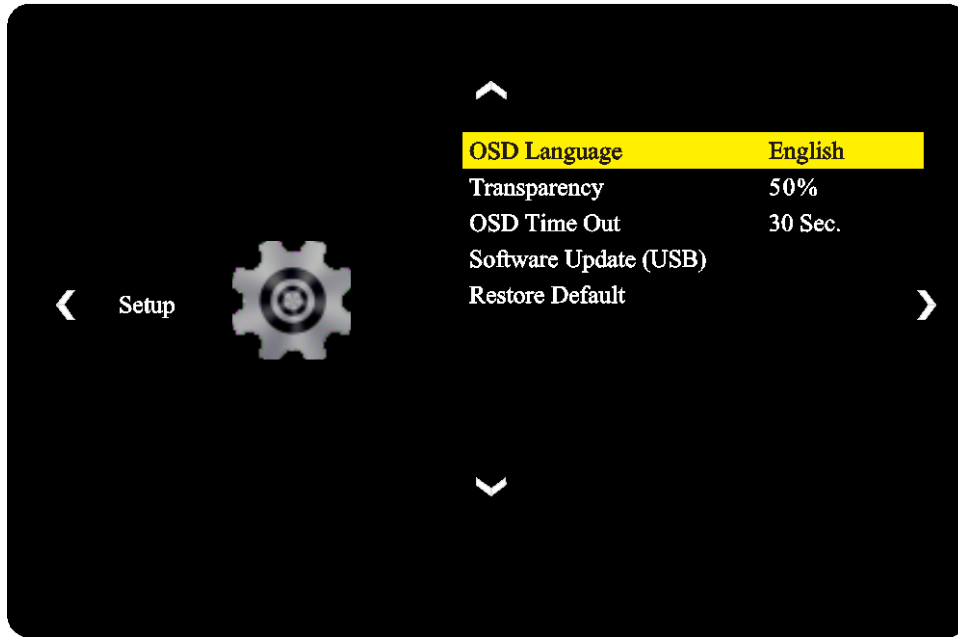 OSD Language English
Transparency 50%
OSD Time Out 30 Sec.
Software Update (USB)
Setup
Restore Default